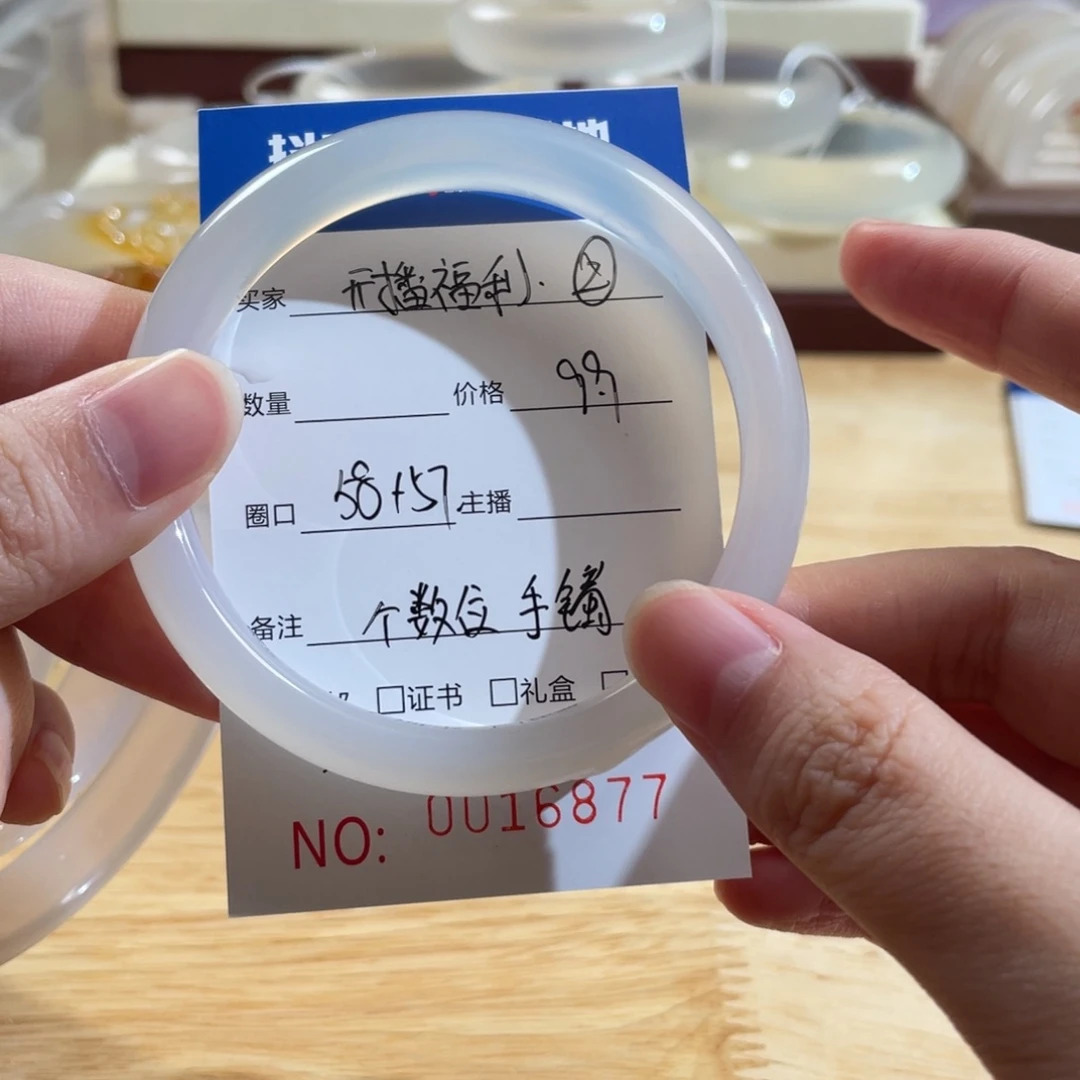 买家 开播福利. ②
数量 价格 99
圈口 58+57 主播
备注 个数位 手镯
□证书 □礼盒
NO: 0016877